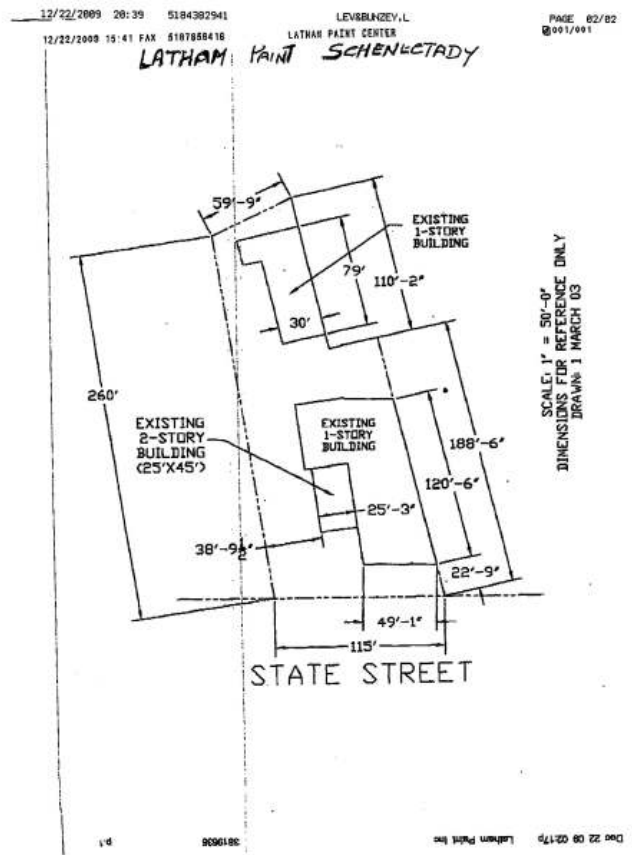 12/22/2009 20:39 5184382941 LEV&BUNZEY,L PAGE 02/02
12/22/2009 15:41 FAX 5187858416 LATHAM PAINT CENTER 001/001
LATHAM PAINT SCHENECTADY
59'-9"
EXISTING
1-STORY
BUILDING
79'
110'-2"
30'
260'
EXISTING
2-STORY
BUILDING
(25'X45')
EXISTING
1-STORY
BUILDING
188'-6"
120'-6"
25'-3"
38'-9½"
22'-9"
49'-1"
115'
STATE STREET
SCALE: 1" = 50'-0"
DIMENSIONS FOR REFERENCE ONLY
DRAWN: 1 MARCH 03
Dec 22 09 02:17p Latham Paint Inc 3819636 p.1